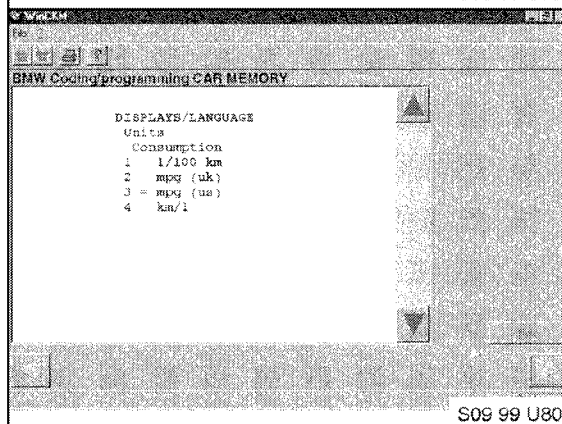 BMW Coding/programming CAR MEMORY
DISPLAYS/LANGUAGE
Units
Consumption
1 l/100 km
2 mpg (uk)
3 = mpg (us)
4 km/l
S09 99 U80